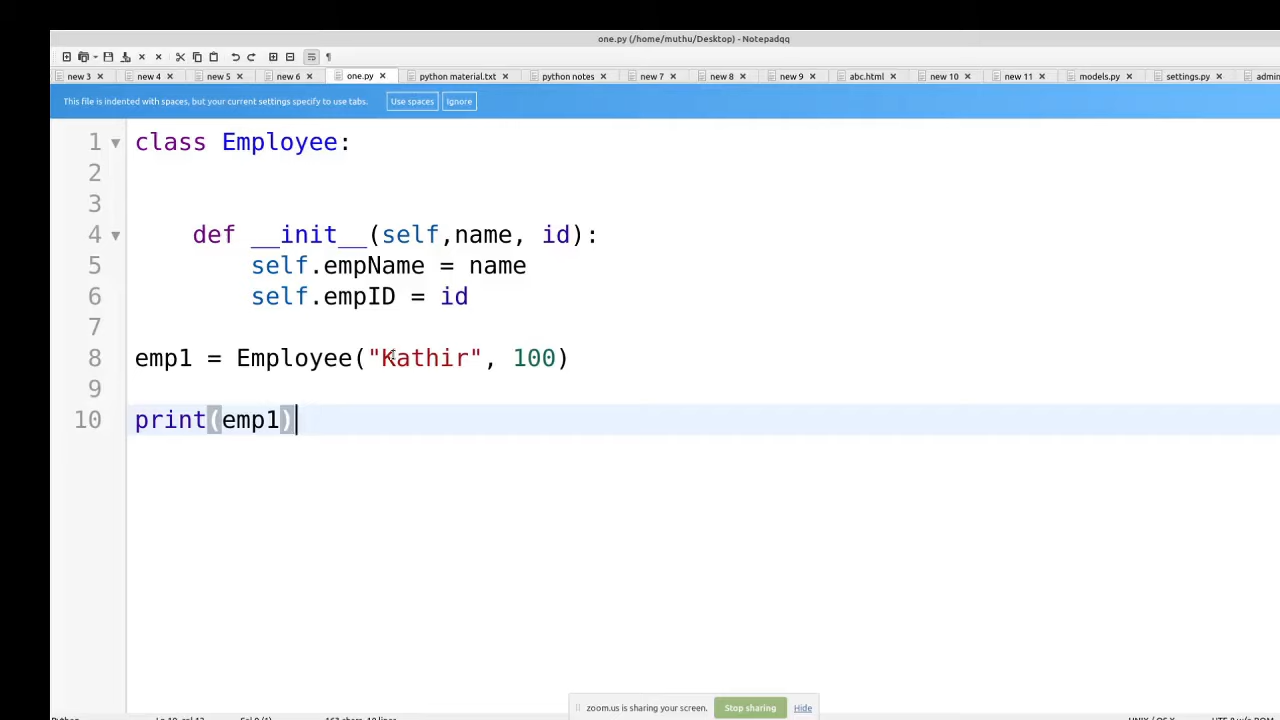 one.py (/home/muthu/Desktop) - Notepadqq
new 3 new 4 new 5 new 6 one.py python material.txt python notes new 7 new 8 new 9 abc.html new 10 new 11 models.py settings.py
This file is indented with spaces, but your current settings specify to use tabs. Use spaces Ignore
1 class Employee:
2
3
4 def __init__(self,name, id):
5 self.empName = name
6 self.empID = id
7
8 emp1 = Employee("Kathir", 100)
9
10 print(emp1)
zoom.us is sharing your screen. Stop sharing Hide